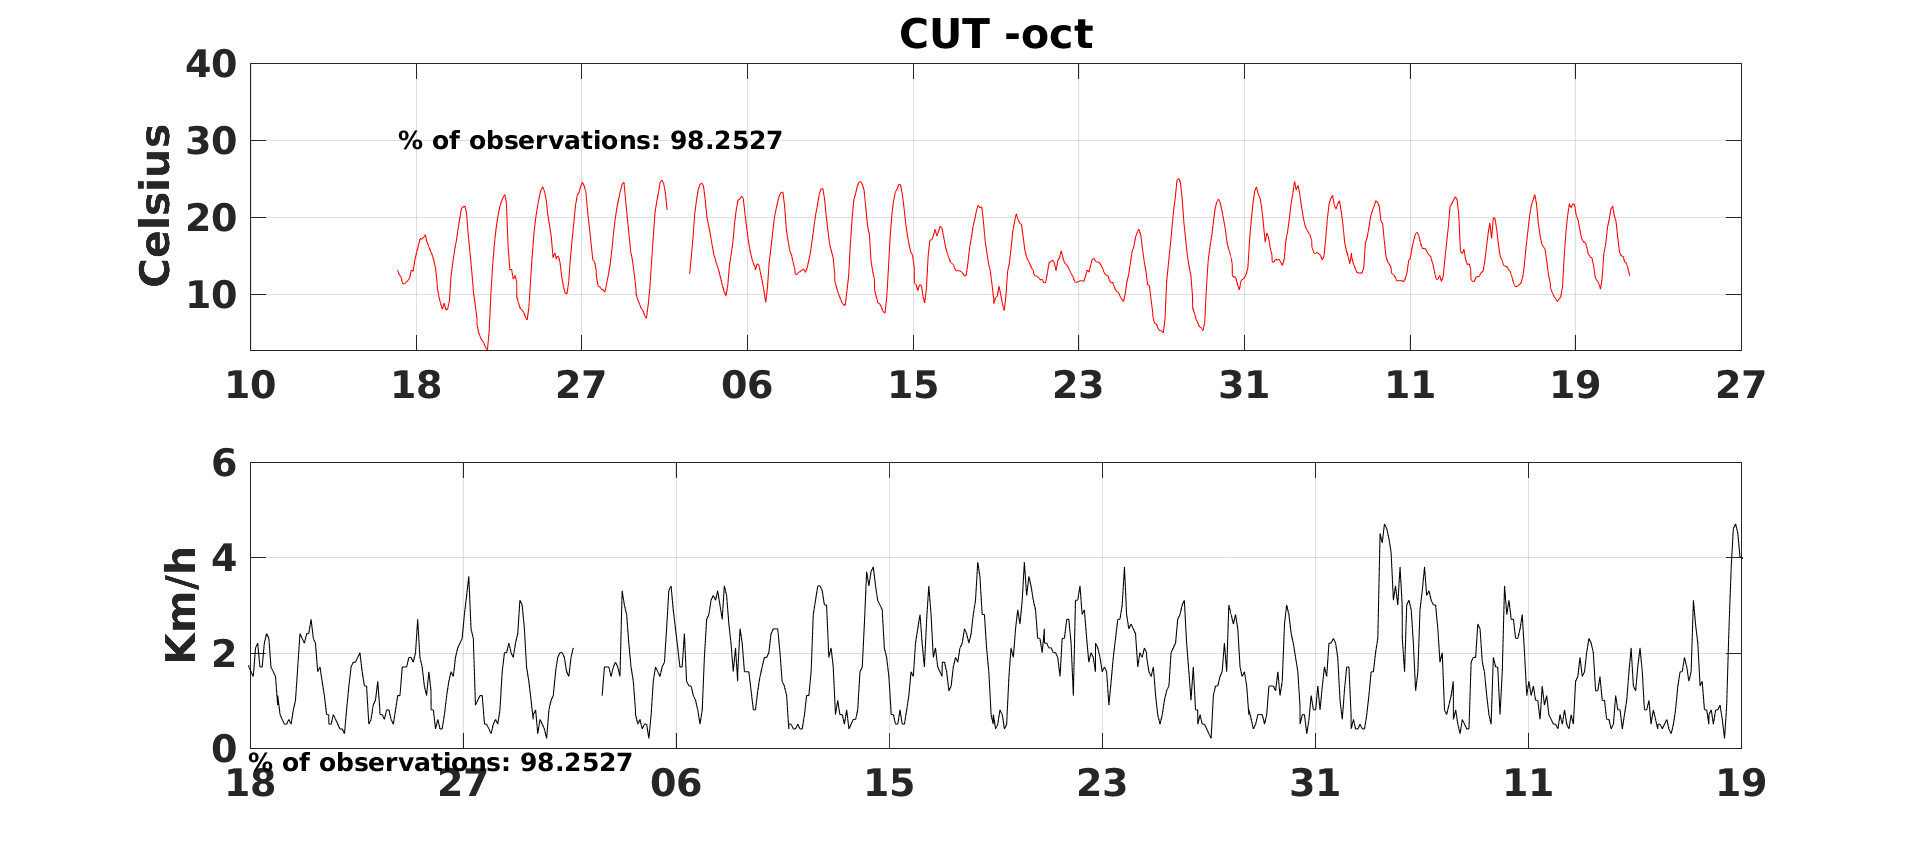 CUT -oct
40
30
20
10
Celsius
% of observations: 98.2527
10 18 27 06 15 23 31 11 19 27
6
4
2
0
Km/h
% of observations: 98.2527
18 27 06 15 23 31 11 19